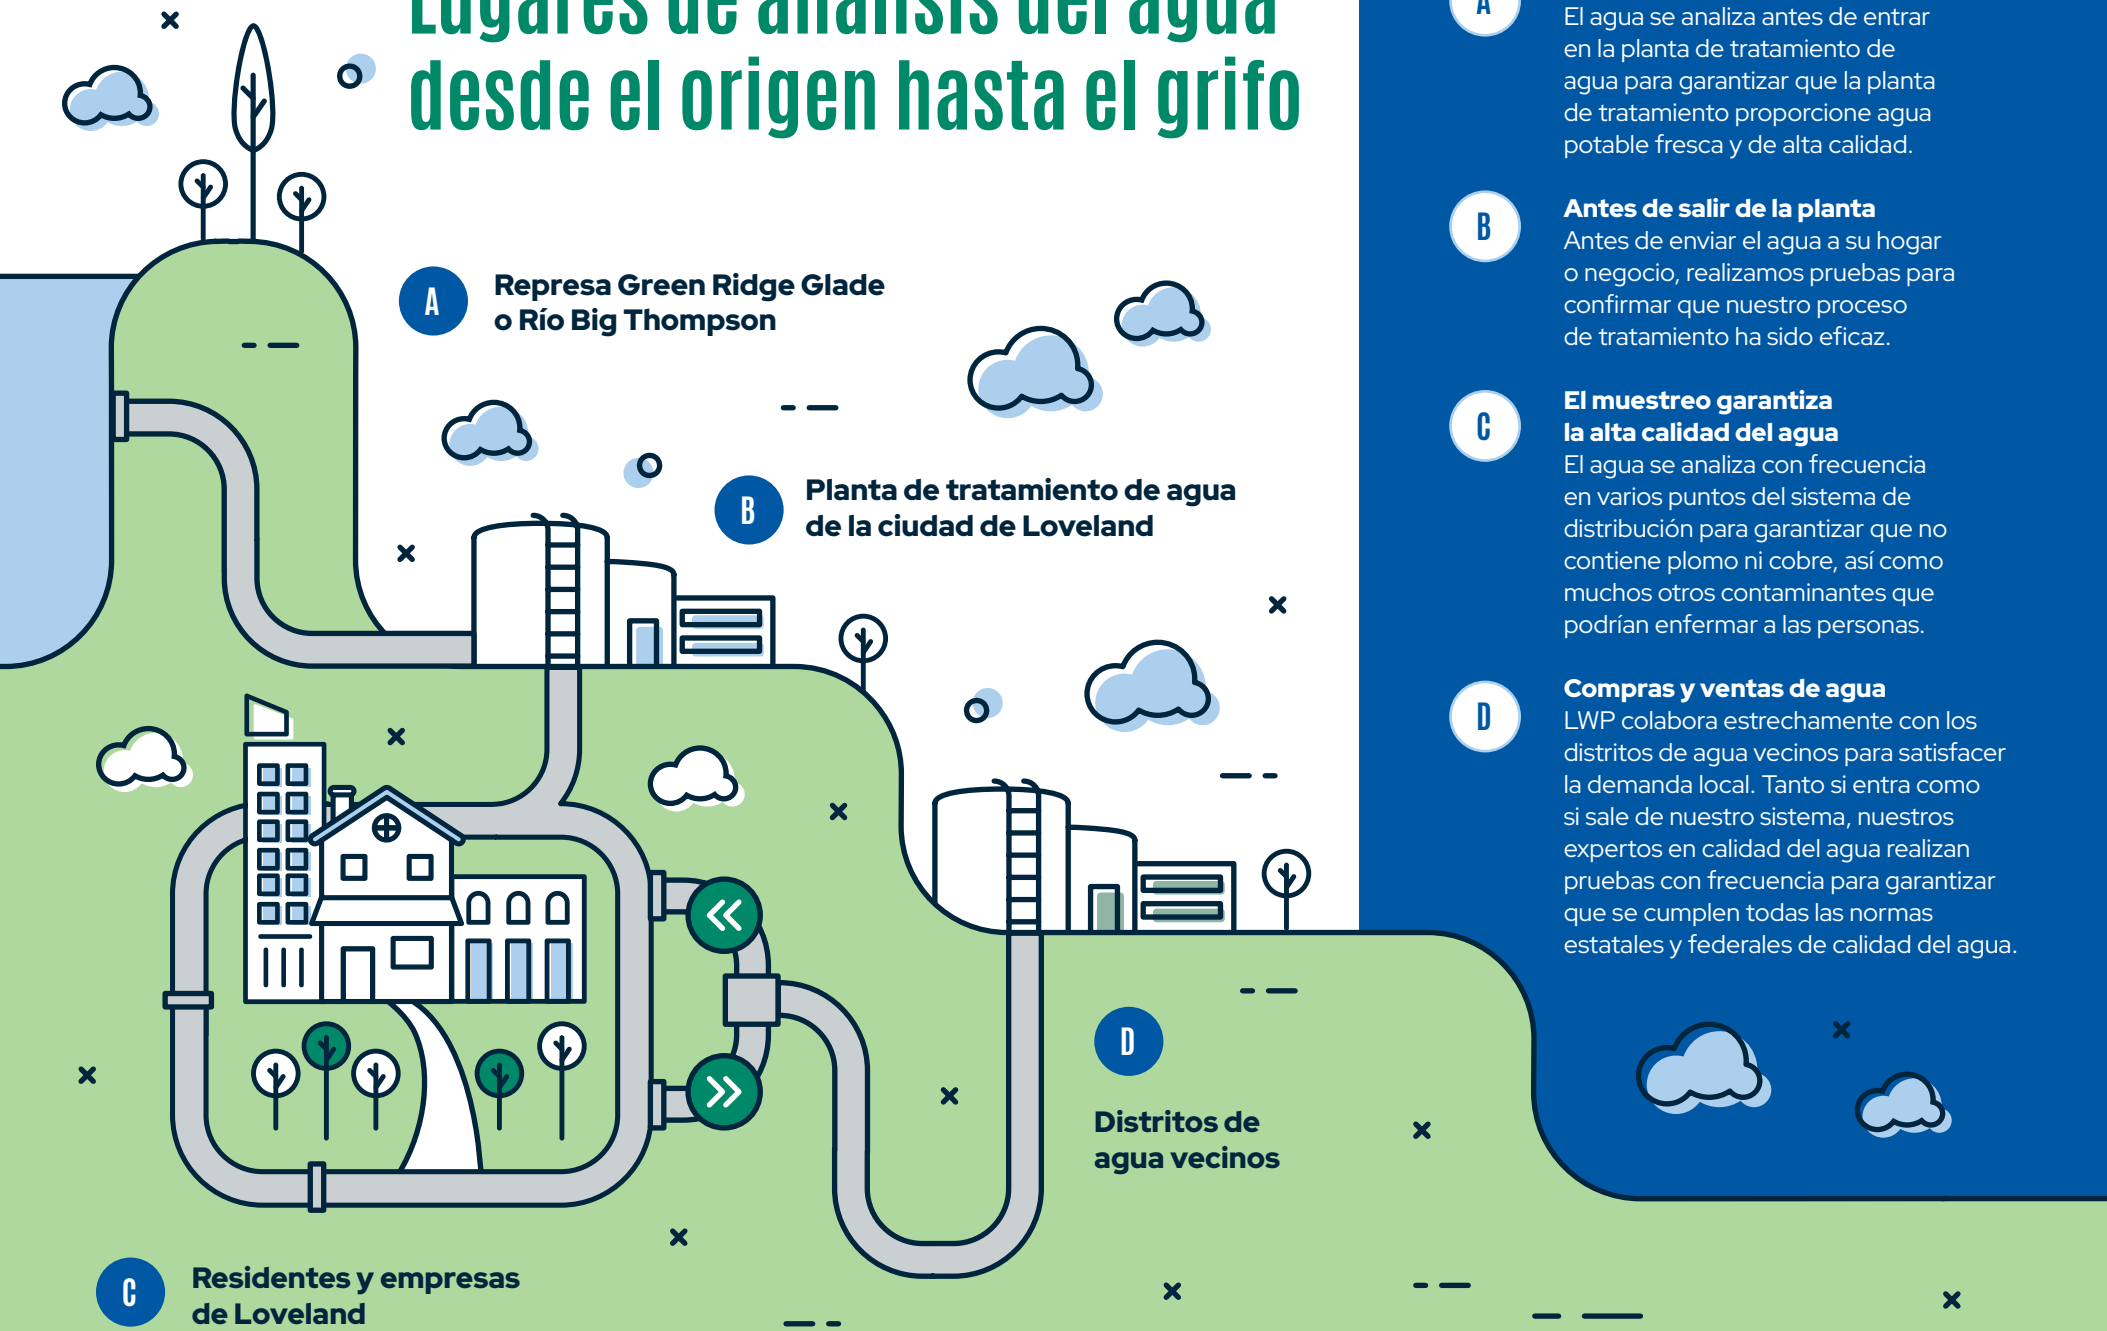 Lugares de análisis del agua
desde el origen hasta el grifo
A
Represa Green Ridge Glade
o Río Big Thompson
B
Planta de tratamiento de agua
de la ciudad de Loveland
D
Distritos de
agua vecinos
C
Residentes y empresas
de Loveland
A
El agua se analiza antes de entrar
en la planta de tratamiento de
agua para garantizar que la planta
de tratamiento proporcione agua
potable fresca y de alta calidad.
B
Antes de salir de la planta
Antes de enviar el agua a su hogar
o negocio, realizamos pruebas para
confirmar que nuestro proceso
de tratamiento ha sido eficaz.
C
El muestreo garantiza
la alta calidad del agua
El agua se analiza con frecuencia
en varios puntos del sistema de
distribución para garantizar que no
contiene plomo ni cobre, así como
muchos otros contaminantes que
podrían enfermar a las personas.
D
Compras y ventas de agua
LWP colabora estrechamente con los
distritos de agua vecinos para satisfacer
la demanda local. Tanto si entra como
si sale de nuestro sistema, nuestros
expertos en calidad del agua realizan
pruebas con frecuencia para garantizar
que se cumplen todas las normas
estatales y federales de calidad del agua.